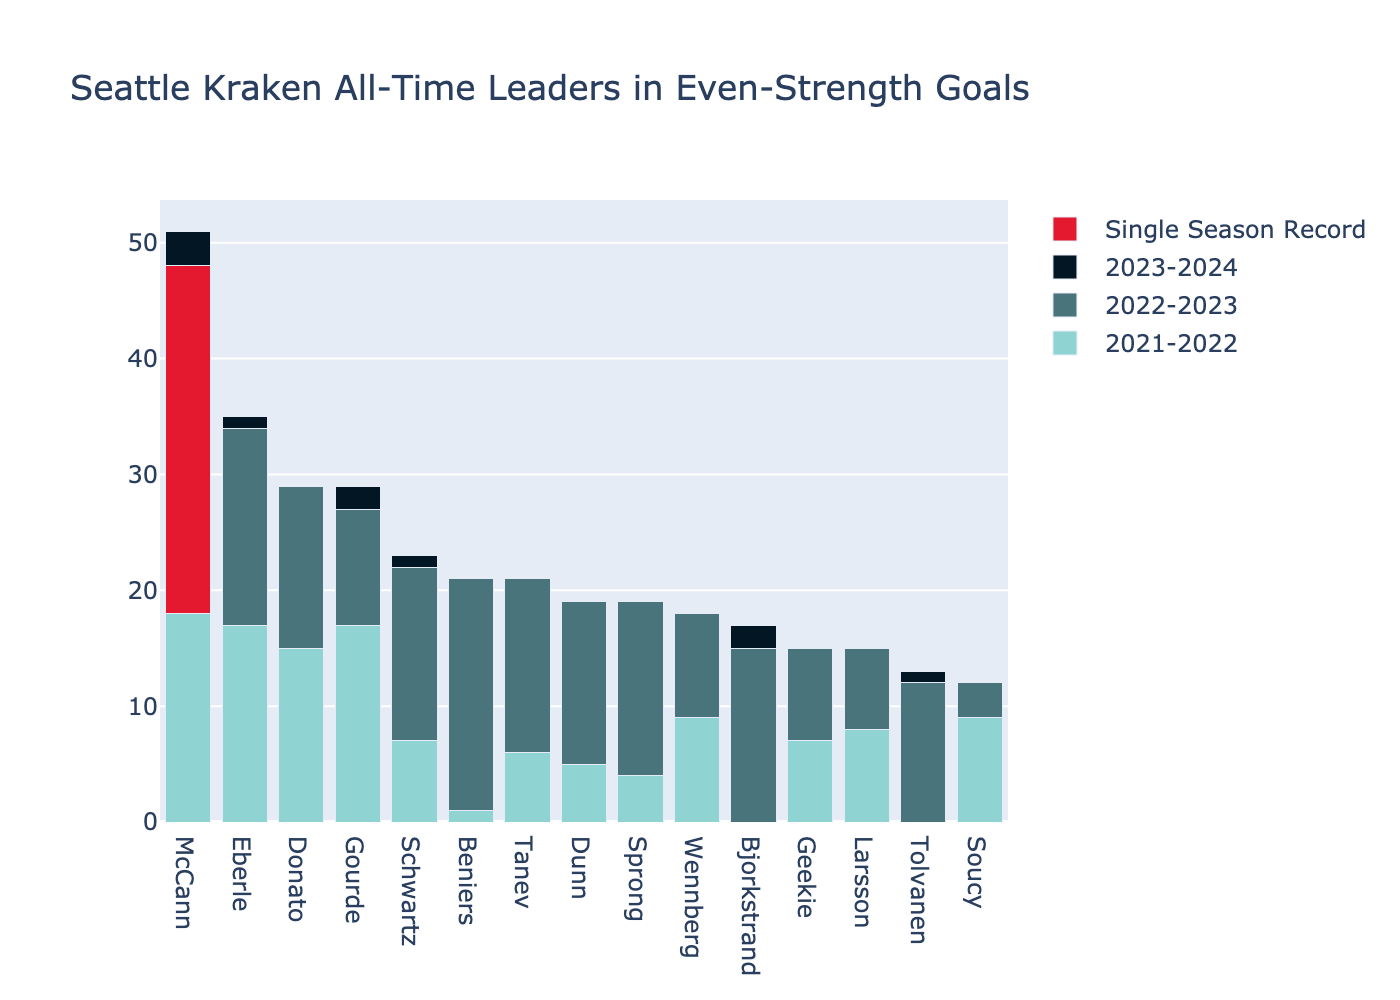 Seattle Kraken All-Time Leaders in Even-Strength Goals
Single Season Record
2023-2024
2022-2023
2021-2022
50
40
30
20
10
0
McCann
Eberle
Donato
Gourde
Schwartz
Beniers
Tanev
Dunn
Sprong
Wennberg
Bjorkstrand
Geekie
Larsson
Tolvanen
Soucy